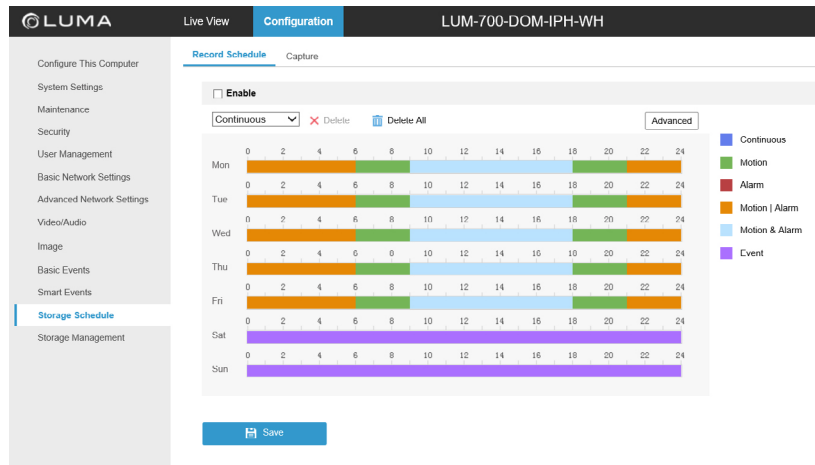 LUMA
Live View Configuration LUM-700-DOM-IPH-WH
Configure This Computer
System Settings
Maintenance
Security
User Management
Basic Network Settings
Advanced Network Settings
Video/Audio
Image
Basic Events
Smart Events
Storage Schedule
Storage Management
Record Schedule Capture
Enable
Continuous Delete Delete All Advanced
0 2 4 6 8 10 12 14 16 18 20 22 24
Mon
0 2 4 6 8 10 12 14 16 18 20 22 24
Tue
0 2 4 6 8 10 12 14 16 18 20 22 24
Wed
0 2 4 6 8 10 12 14 16 18 20 22 24
Thu
0 2 4 6 8 10 12 14 16 18 20 22 24
Fri
0 2 4 6 8 10 12 14 16 18 20 22 24
Sat
0 2 4 6 8 10 12 14 16 18 20 22 24
Sun
Continuous
Motion
Alarm
Motion | Alarm
Motion & Alarm
Event
Save